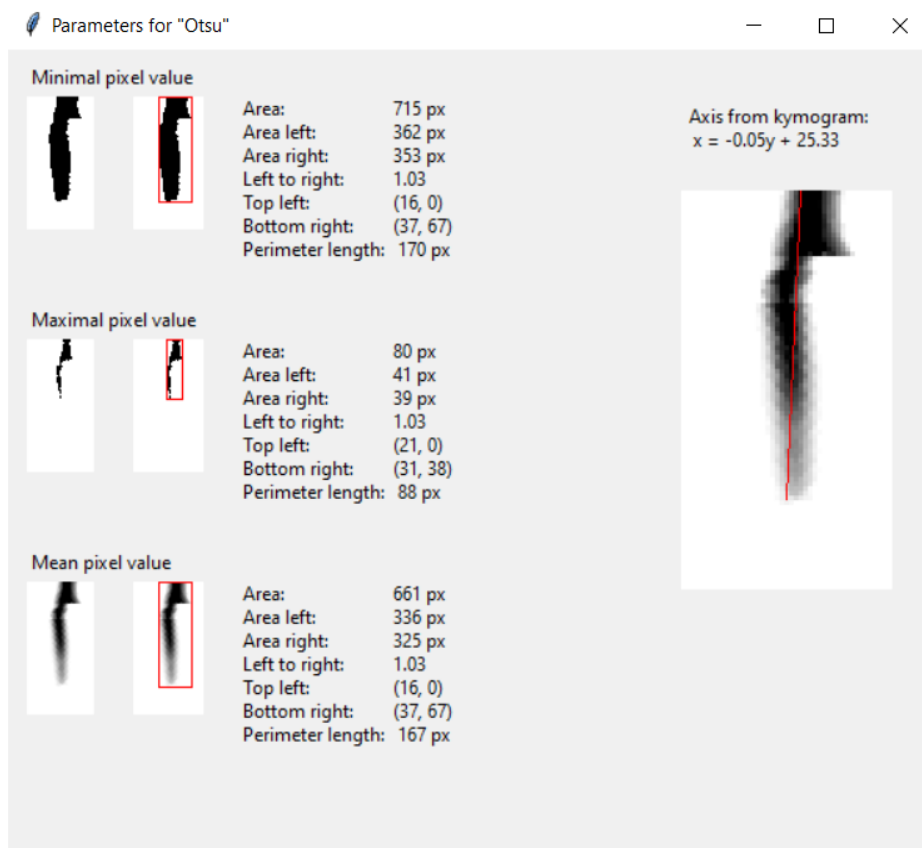 Parameters for "Otsu"
Minimal pixel value
Area: 715 px
Area left: 362 px
Area right: 353 px
Left to right: 1.03
Top left: (16, 0)
Bottom right: (37, 67)
Perimeter length: 170 px
Axis from kymogram:
x = -0.05y + 25.33
Maximal pixel value
Area: 80 px
Area left: 41 px
Area right: 39 px
Left to right: 1.03
Top left: (21, 0)
Bottom right: (31, 38)
Perimeter length: 88 px
Mean pixel value
Area: 661 px
Area left: 336 px
Area right: 325 px
Left to right: 1.03
Top left: (16, 0)
Bottom right: (37, 67)
Perimeter length: 167 px